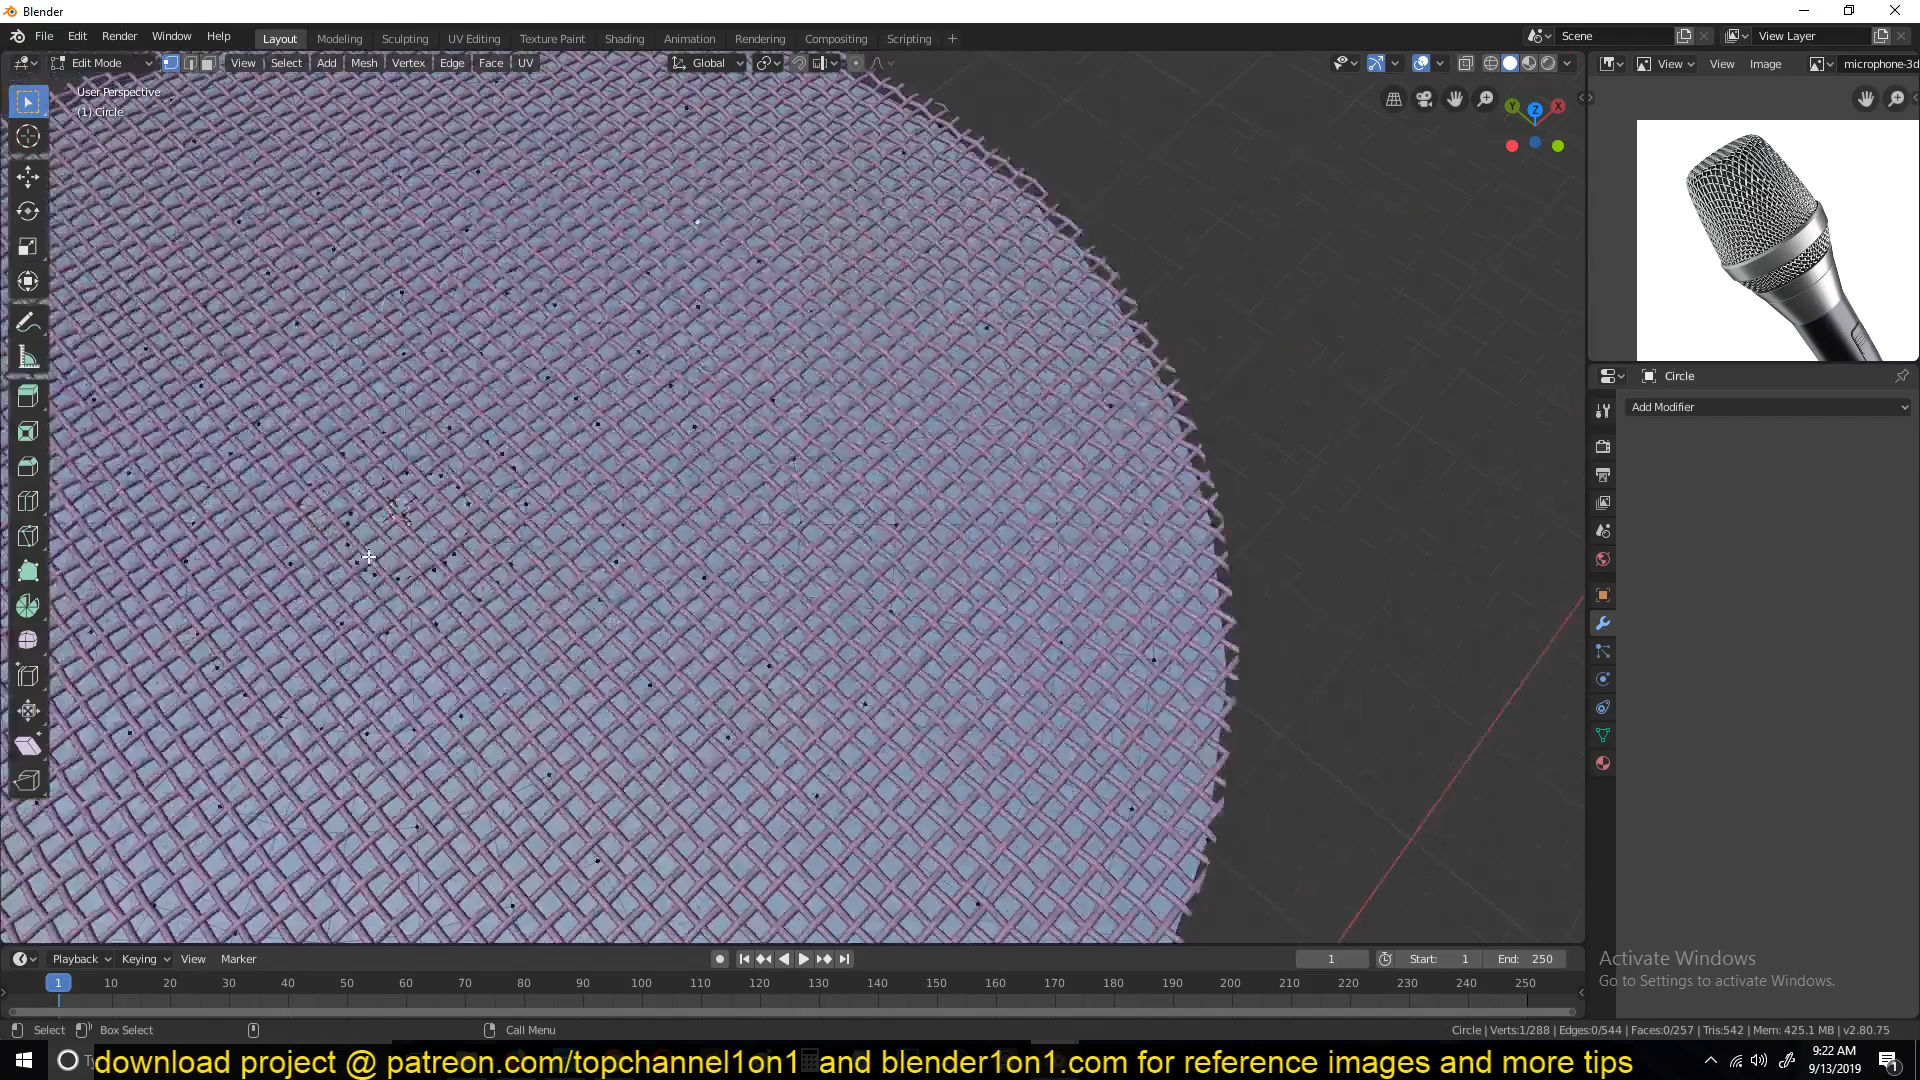 Blender
File Edit Render Window Help
Layout Modeling Sculpting UV Editing Texture Paint Shading Animation Rendering Compositing Scripting +
Scene
View Layer
Edit Mode View Select Add Mesh Vertex Edge Face UV
Global
View View Image microphone-3d
User Perspective
(1) Circle
Y Z X
Circle
Add Modifier
Activate Windows
Go to Settings to activate Windows.
Playback Keying View Marker
1 Start: 1 End: 250
1 10 20 30 40 50 60 70 80 90 100 110 120 130 140 150 160 170 180 190 200 210 220 230 240 250
Select Box Select Call Menu
Circle | Verts:1/288 | Edges:0/544 | Faces:0/257 | Tris:542 | Mem: 425.1 MB | v2.80.75
download project @ patreon.com/topchannel1on1 and blender1on1.com for reference images and more tips
9:22 AM
9/13/2019
1